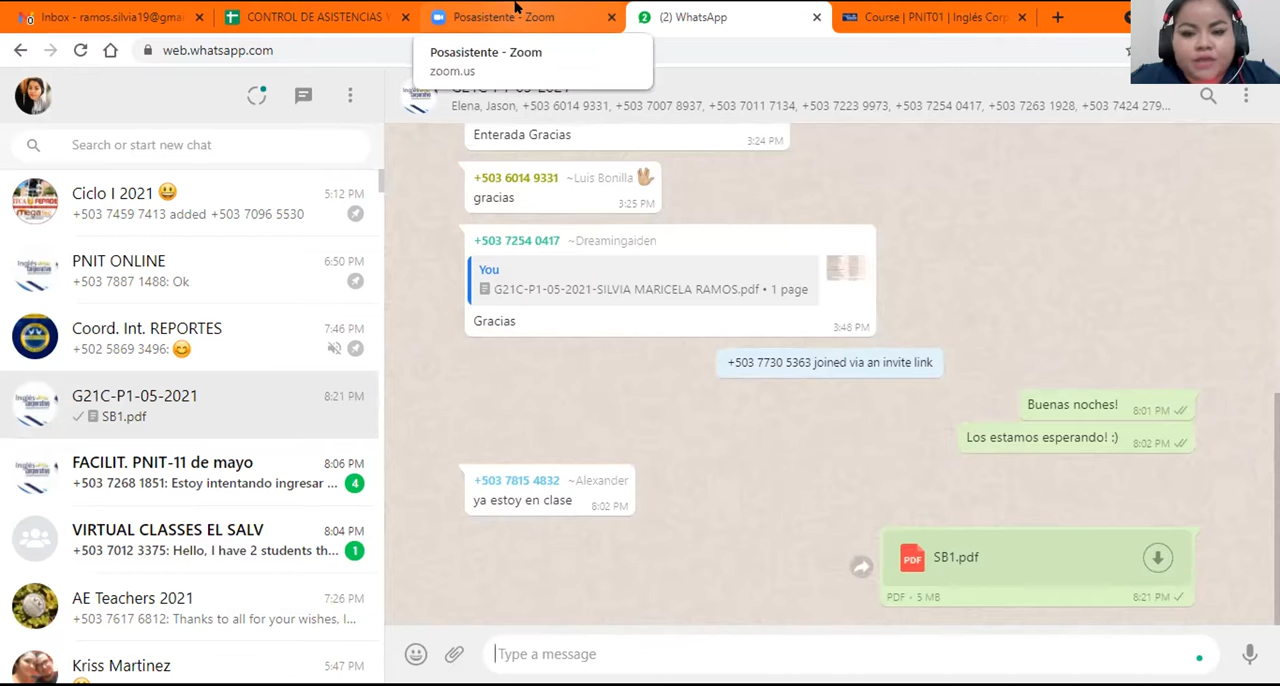 Inbox - ramos.silvia19@gmai
CONTROL DE ASISTENCIAS Y
Posasistente - Zoom
(2) WhatsApp
Course | PNIT01 | Inglés Corp
web.whatsapp.com
Posasistente - Zoom
zoom.us
G21C-P1-05-2021
Elena, Jason, +503 6014 9331, +503 7007 8937, +503 7011 7134, +503 7223 9973, +503 7254 0417, +503 7263 1928, +503 7424 279...
Search or start new chat
Ciclo I 2021 😃
5:12 PM
+503 7459 7413 added +503 7096 5530
PNIT ONLINE
6:50 PM
+503 7887 1488: Ok
Coord. Int. REPORTES
7:46 PM
+502 5869 3496: 😊
G21C-P1-05-2021
8:21 PM
SB1.pdf
FACILIT. PNIT-11 de mayo
8:06 PM
+503 7268 1851: Estoy intentando ingresar ...
4
VIRTUAL CLASSES EL SALV
8:04 PM
+503 7012 3375: Hello, I have 2 students th...
1
AE Teachers 2021
7:26 PM
+503 7617 6812: Thanks to all for your wishes, I...
Kriss Martinez
5:47 PM
Enterada Gracias
3:24 PM
+503 6014 9331 ~Luis Bonilla 🖖🏼
gracias
3:25 PM
+503 7254 0417 ~Dreamingaiden
You
G21C-P1-05-2021-SILVIA MARICELA RAMOS.pdf • 1 page
Gracias
3:48 PM
+503 7730 5363 joined via an invite link
Buenas noches!
8:01 PM
Los estamos esperando! :)
8:02 PM
+503 7815 4832 ~Alexander
ya estoy en clase
8:02 PM
PDF
SB1.pdf
PDF • 5 MB
8:21 PM
Type a message